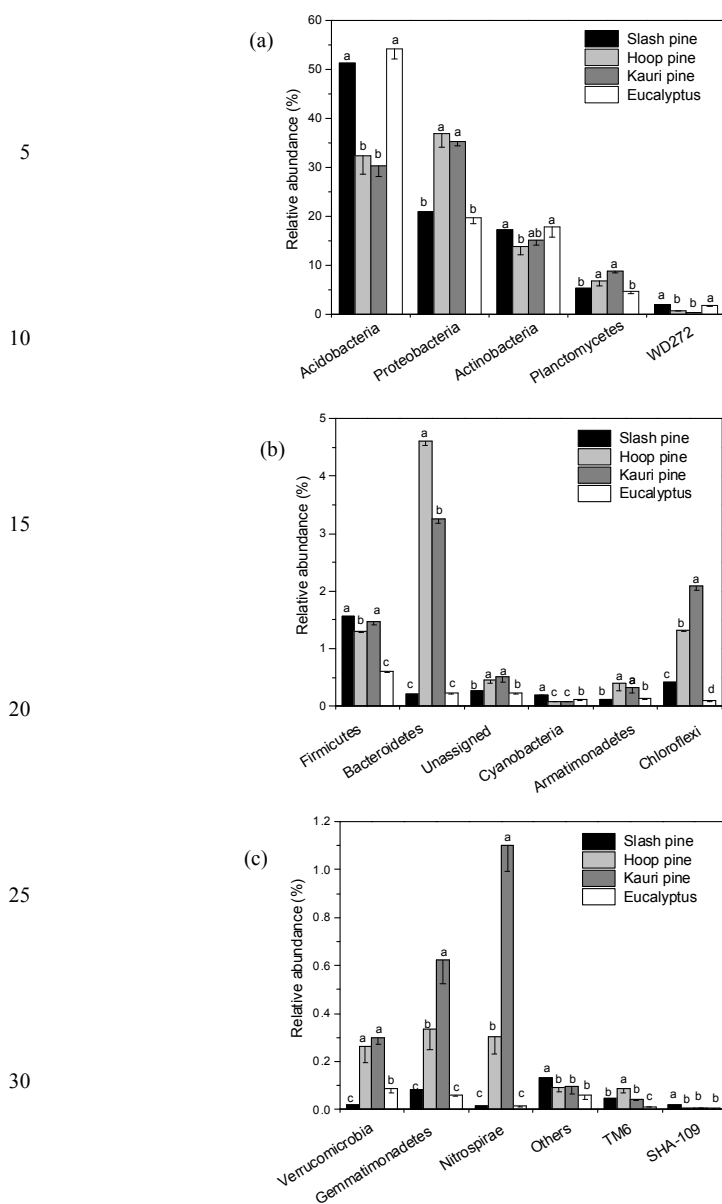 (a)
60
50
40
30
20
10
0
Relative abundance (%)
Slash pine
Hoop pine
Kauri pine
Eucalyptus
a b b a
b a a b
a b ab a
b a a b
a b b a
Acidobacteria
Proteobacteria
Actinobacteria
Planctomycetes
WD272
5
10
(b)
5
4
3
2
1
0
Relative abundance (%)
Slash pine
Hoop pine
Kauri pine
Eucalyptus
a b a c
c a b c
b a a b
a c c b
b a a b
c b a d
Firmicutes
Bacteroidetes
Unassigned
Cyanobacteria
Armatimonadetes
Chloroflexi
15
20
(c)
1.2
1.0
0.8
0.6
0.4
0.2
0.0
Relative abundance (%)
Slash pine
Hoop pine
Kauri pine
Eucalyptus
c a a b
c b a c
c b a c
c b b b
b a b c
a b b b
Verrucomicrobia
Gemmatimonadetes
Nitrospirae
Others
TM6
SHA-109
25
30